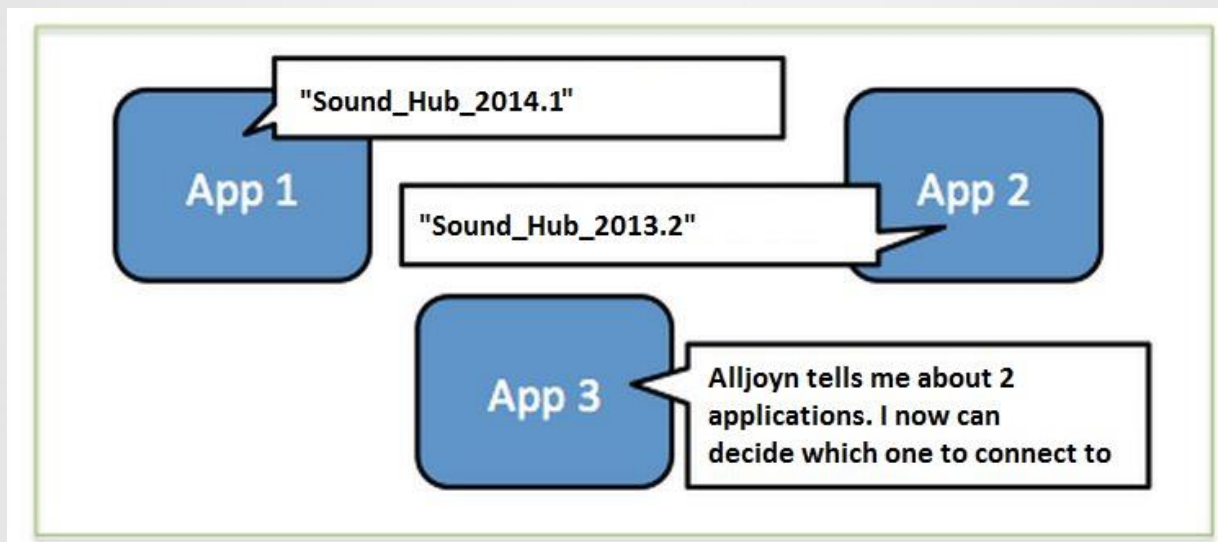 "Sound_Hub_2014.1"
App 1
App 2
"Sound_Hub_2013.2"
App 3
Alljoyn tells me about 2
applications. I now can
decide which one to connect to